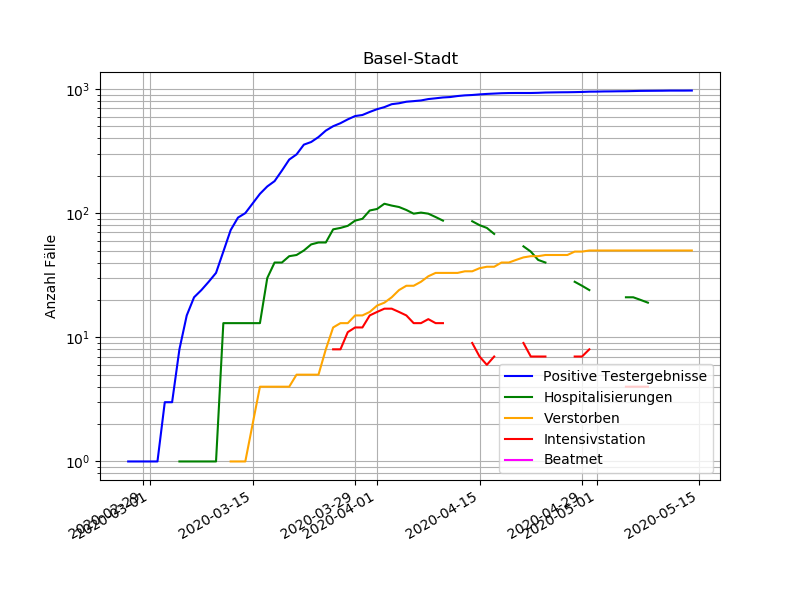 Basel-Stadt
Anzahl Fälle
10³
10²
10¹
10⁰
Positive Testergebnisse
Hospitalisierungen
Verstorben
Intensivstation
Beatmet
2020-03-01
2020-03-15
2020-03-29
2020-04-01
2020-04-15
2020-04-29
2020-05-01
2020-05-15